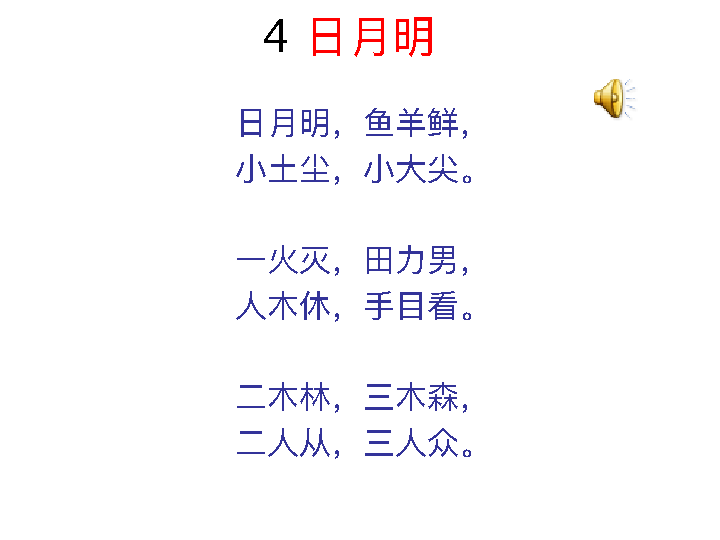 4 日月明
日月明，鱼羊鲜，
小土尘，小大尖。
一火灭，田力男，
人木休，手目看。
二木林，三木森，
二人从，三人众。